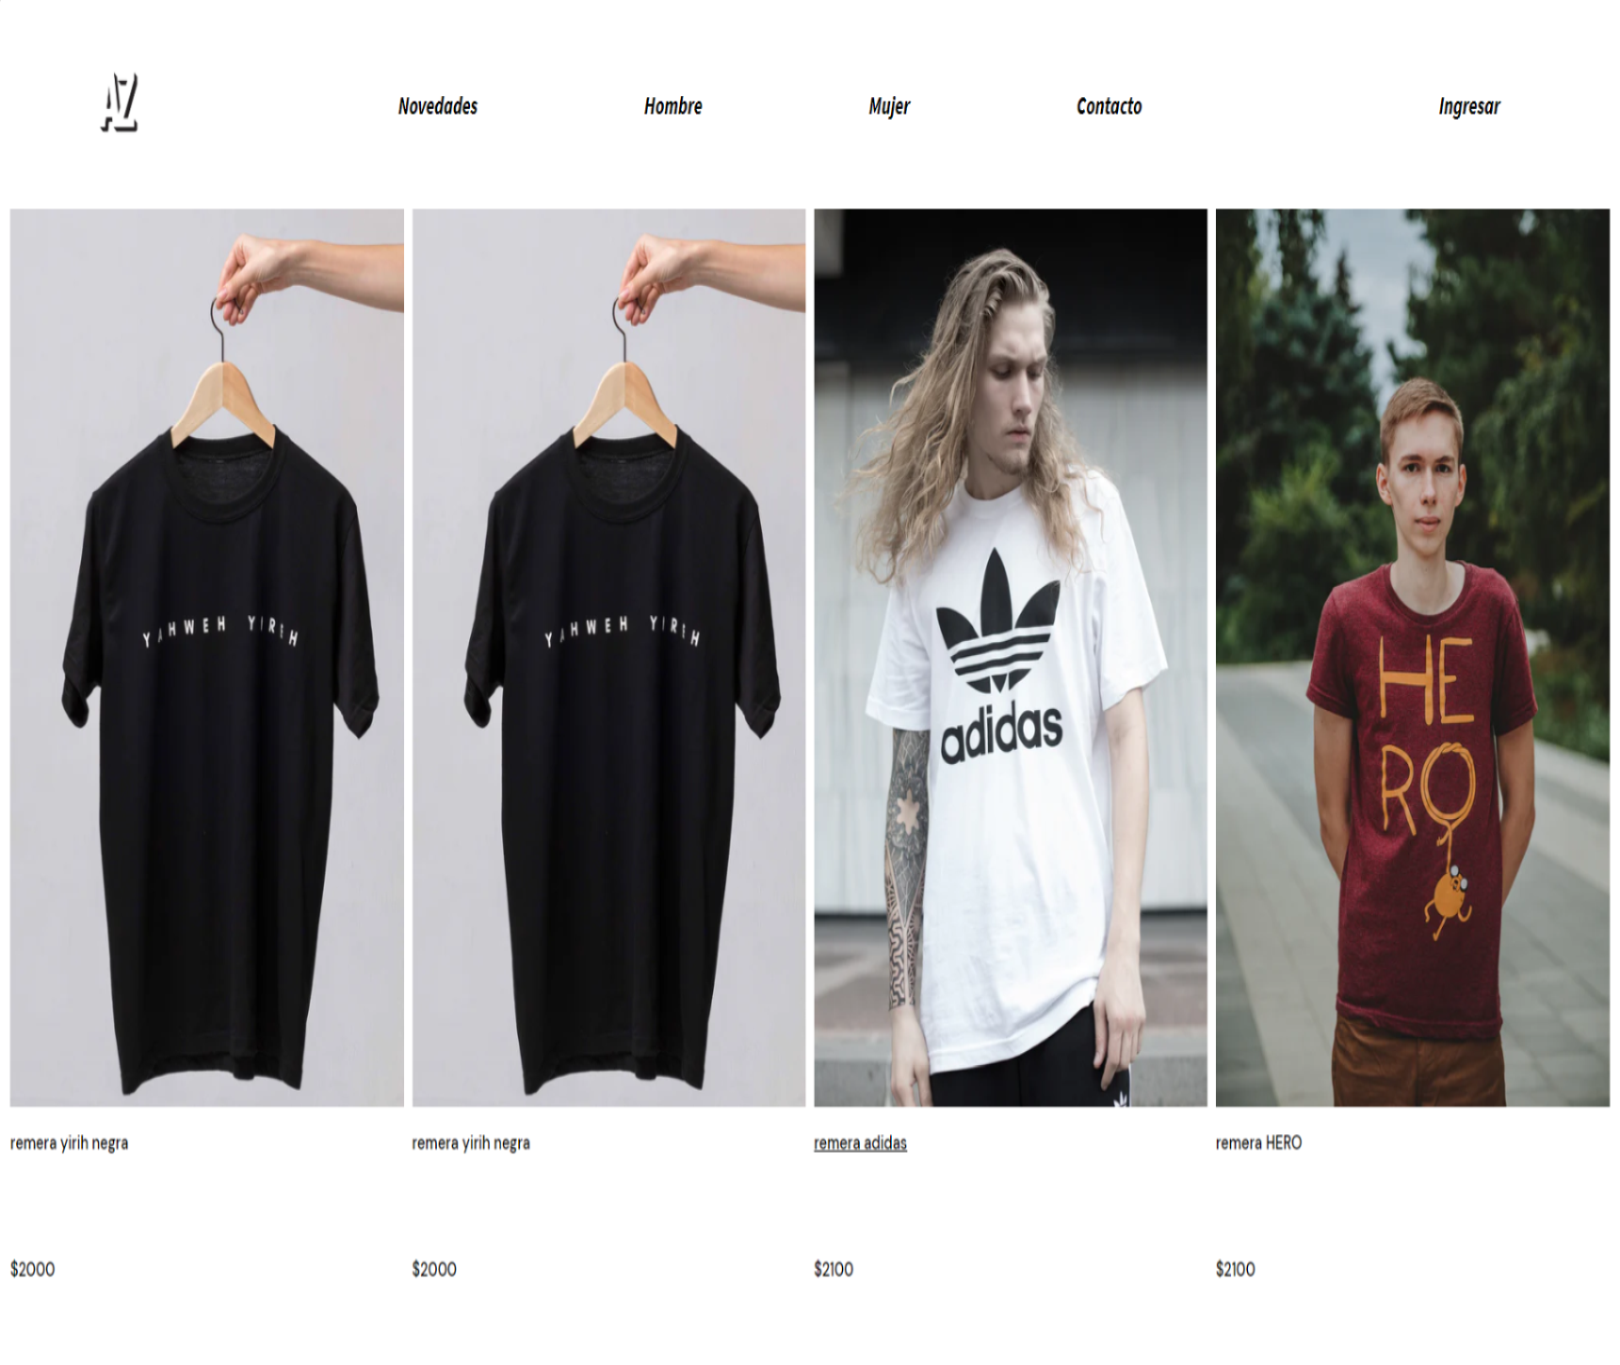 AZ
Novedades
Hombre
Mujer
Contacto
Ingresar
YAHWEH YIREH
YAHWEH YIREH
adidas
HE
RO
remera yirih negra
remera yirih negra
remera adidas
remera HERO
$2000
$2000
$2100
$2100